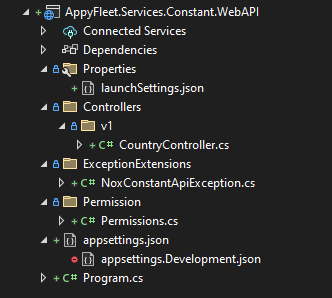 AppyFleet.Services.Constant.WebAPI
Connected Services
Dependencies
Properties
launchSettings.json
Controllers
v1
C# CountryController.cs
ExceptionExtensions
C# NoxConstantApiException.cs
Permission
C# Permissions.cs
appsettings.json
appsettings.Development.json
C# Program.cs